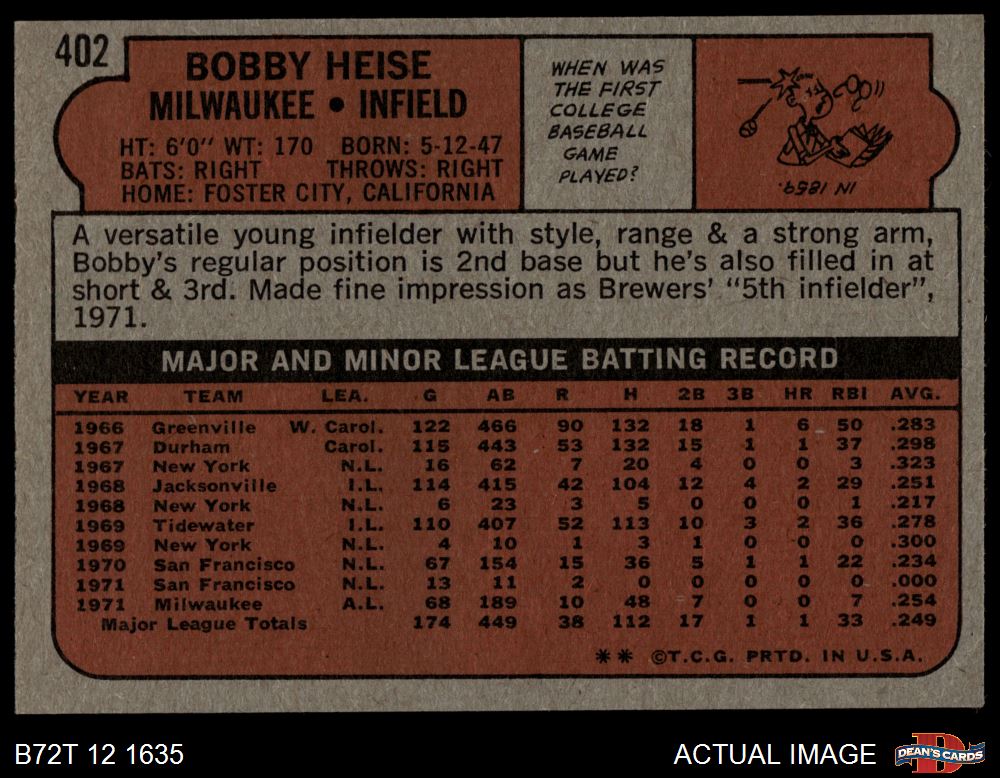 402
BOBBY HEISE
MILWAUKEE • INFIELD
HT: 6'0" WT: 170 BORN: 5-12-47
BATS: RIGHT THROWS: RIGHT
HOME: FOSTER CITY, CALIFORNIA
WHEN WAS
THE FIRST
COLLEGE
BASEBALL
GAME
PLAYED?
IN 1859.
A versatile young infielder with style, range & a strong arm,
Bobby's regular position is 2nd base but he's also filled in at
short & 3rd. Made fine impression as Brewers' "5th infielder",
1971.
MAJOR AND MINOR LEAGUE BATTING RECORD
YEAR TEAM LEA. G AB R H 2B 3B HR RBI AVG.
1966 Greenville W. Carol. 122 466 90 132 18 1 6 50 .283
1967 Durham Carol. 115 443 53 132 15 1 1 37 .298
1967 New York N.L. 16 62 7 20 4 0 0 3 .323
1968 Jacksonville I.L. 114 415 42 104 12 4 2 29 .251
1968 New York N.L. 6 23 3 5 0 0 0 1 .217
1969 Tidewater I.L. 110 407 52 113 10 3 2 36 .278
1969 New York N.L. 4 10 1 3 1 0 0 0 .300
1970 San Francisco N.L. 67 154 15 36 5 1 1 22 .234
1971 San Francisco N.L. 13 11 2 0 0 0 0 0 .000
1971 Milwaukee A.L. 68 189 10 48 7 0 0 7 .254
Major League Totals 174 449 38 112 17 1 1 33 .249
** ©T.C.G. PRTD. IN U.S.A.
B72T 12 1635
ACTUAL IMAGE
DEAN'S CARDS